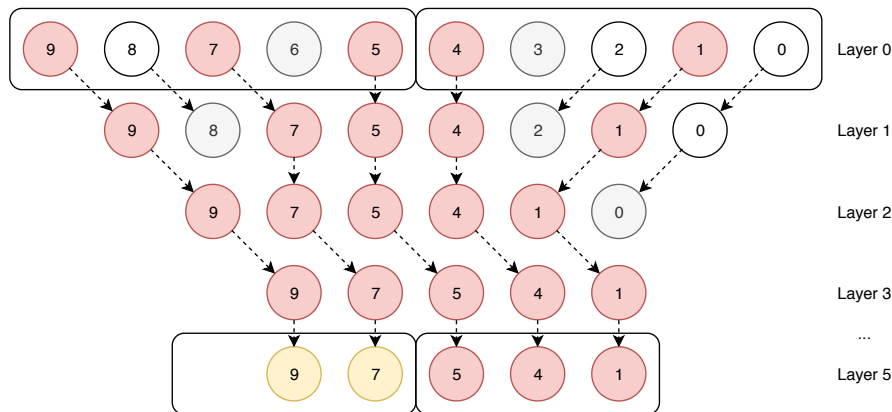 9 8 7 6 5 4 3 2 1 0 Layer 0
9 8 7 5 4 2 1 0 Layer 1
9 7 5 4 1 0 Layer 2
9 7 5 4 1 Layer 3
...
9 7 5 4 1 Layer 5